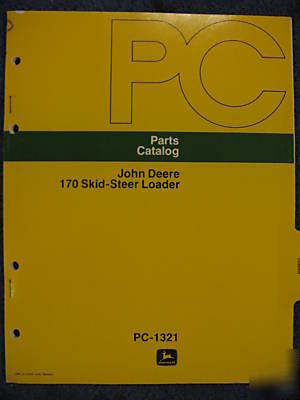 PC
Parts
Catalog
John Deere
170 Skid-Steer Loader
PC-1321